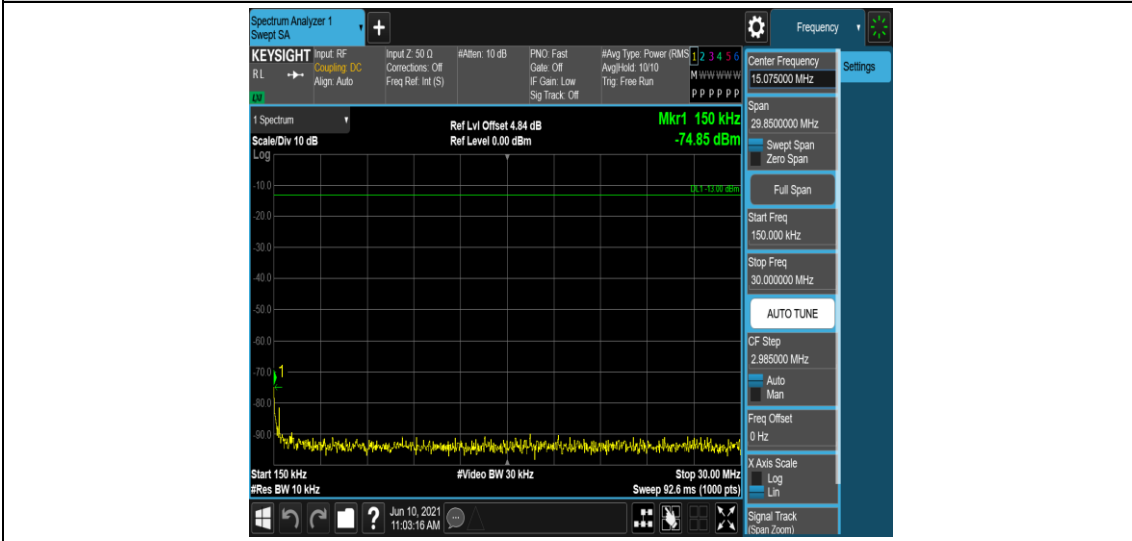 Spectrum Analyzer 1
Swept SA
Frequency
KEYSIGHT Input: RF Input Z: 50 Ω #Atten: 10 dB PNO: Fast #Avg Type: Power (RMS 1 2 3 4 5 6
RL Coupling: DC Corrections: Off Gate: Off Avg|Hold: 10/10 M W W W W W
Align: Auto Freq Ref: Int (S) IF Gain: Low Trig: Free Run
Sig Track: Off P P P P P P
1 Spectrum
Ref Lvl Offset 4.84 dB
Mkr1 150 kHz
Scale/Div 10 dB
Ref Level 0.00 dBm
-74.85 dBm
Log
-10.0
DL1 -13.00 dBm
-20.0
-30.0
-40.0
-50.0
-60.0
-70.0
1
-80.0
-90.0
Start 150 kHz #Video BW 30 kHz Stop 30.00 MHz
#Res BW 10 kHz Sweep 92.6 ms (1000 pts)
Jun 10, 2021
11:03:16 AM
Center Frequency
15.075000 MHz
Settings
Span
29.8500000 MHz
Swept Span
Zero Span
Full Span
Start Freq
150.000 kHz
Stop Freq
30.000000 MHz
AUTO TUNE
CF Step
2.985000 MHz
Auto
Man
Freq Offset
0 Hz
X Axis Scale
Log
Lin
Signal Track
(Span Zoom)